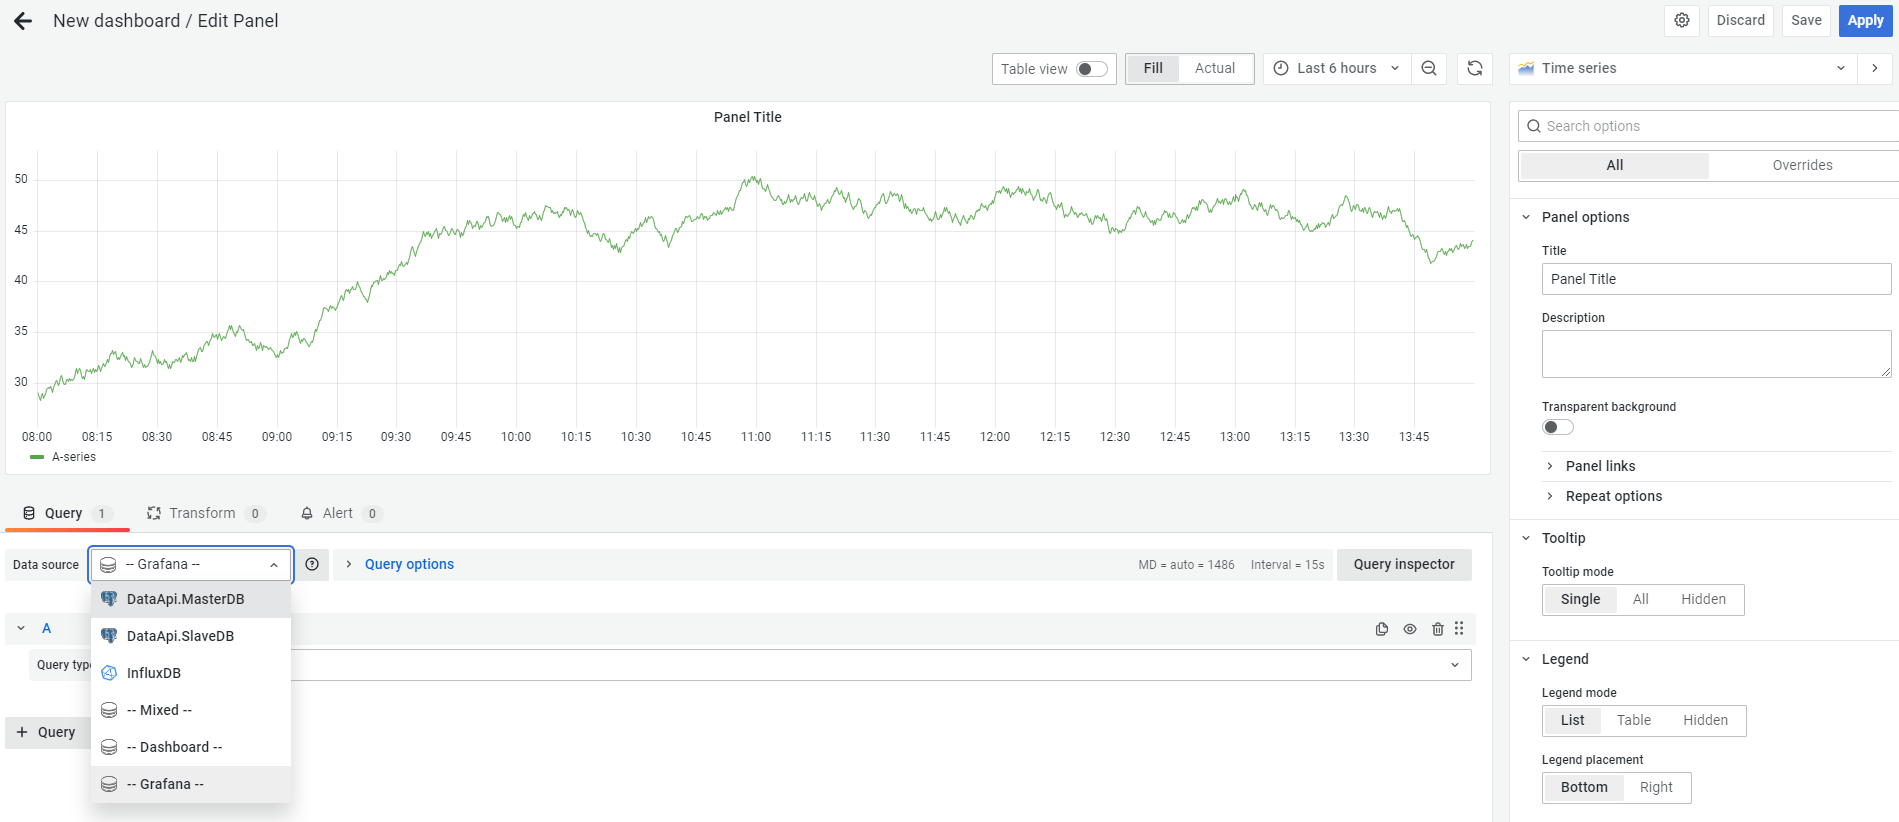 New dashboard / Edit Panel
Discard
Save
Apply
Table view
Fill
Actual
Last 6 hours
Time series
Panel Title
50
45
40
35
30
08:00 08:15 08:30 08:45 09:00 09:15 09:30 09:45 10:00 10:15 10:30 10:45 11:00 11:15 11:30 11:45 12:00 12:15 12:30 12:45 13:00 13:15 13:30 13:45
A-series
Query 1
Transform 0
Alert 0
Data source
-- Grafana --
Query options
MD = auto = 1486
Interval = 15s
Query inspector
DataApi.MasterDB
DataApi.SlaveDB
InfluxDB
-- Mixed --
-- Dashboard --
-- Grafana --
A
Query type
+ Query
Search options
All
Overrides
Panel options
Title
Panel Title
Description
Transparent background
Panel links
Repeat options
Tooltip
Tooltip mode
Single
All
Hidden
Legend
Legend mode
List
Table
Hidden
Legend placement
Bottom
Right